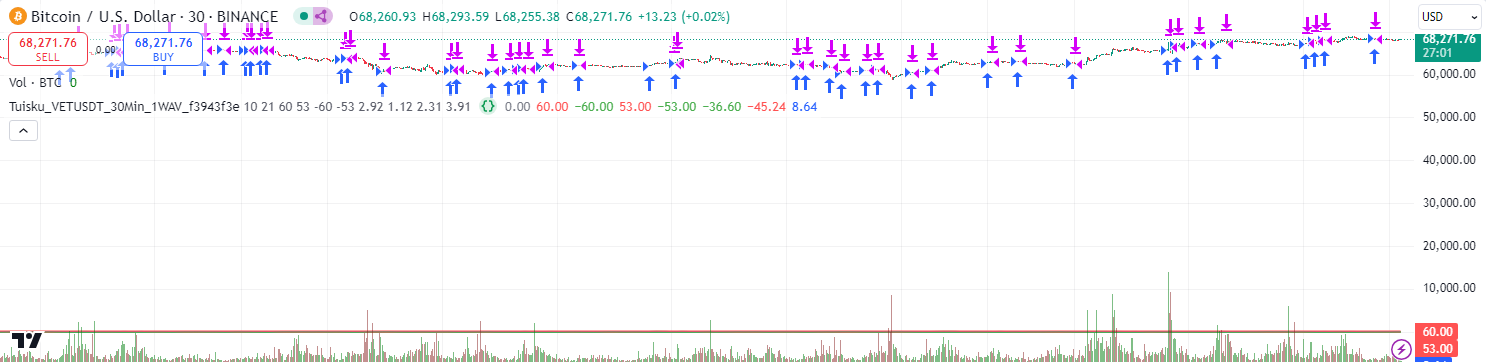 Bitcoin / U.S. Dollar · 30 · BINANCE O68,260.93 H68,293.59 L68,255.38 C68,271.76 +13.23 (+0.02%)
USD
68,271.76 SELL
0.00
68,271.76 BUY
68,271.76
27:01
60,000.00
Vol · BTC 0
Tuisku_VETUSDT_30Min_1WAV_f3943f3e 10 21 60 53 -60 -53 2.92 1.12 2.31 3.91 {} 0.00 60.00 −60.00 53.00 −53.00 −36.60 −45.24 8.64
50,000.00
40,000.00
30,000.00
20,000.00
10,000.00
60.00
53.00